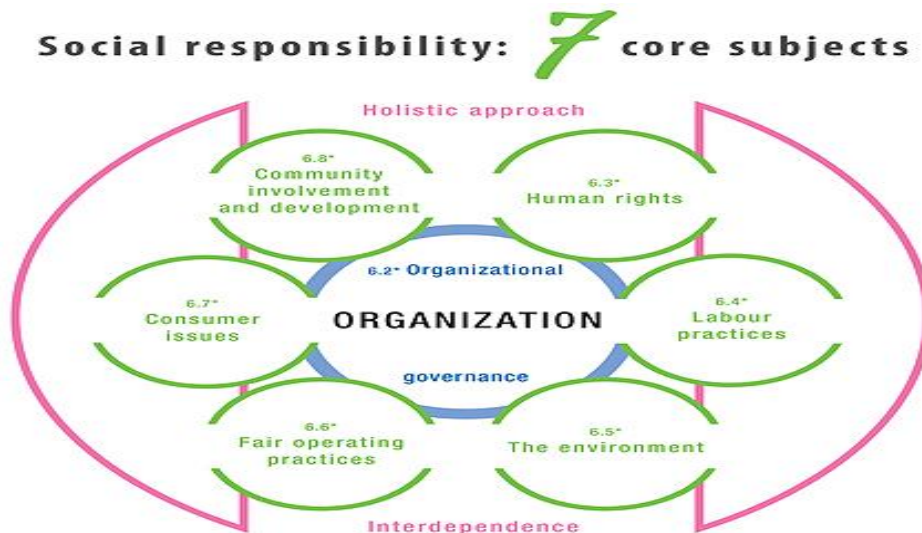 Social responsibility: 7 core subjects
Holistic approach
6.8*
Community
involvement
and development
6.3*
Human rights
6.2* Organizational
ORGANIZATION
governance
6.7*
Consumer
issues
6.4*
Labour
practices
6.6*
Fair operating
practices
6.5*
The environment
Interdependence